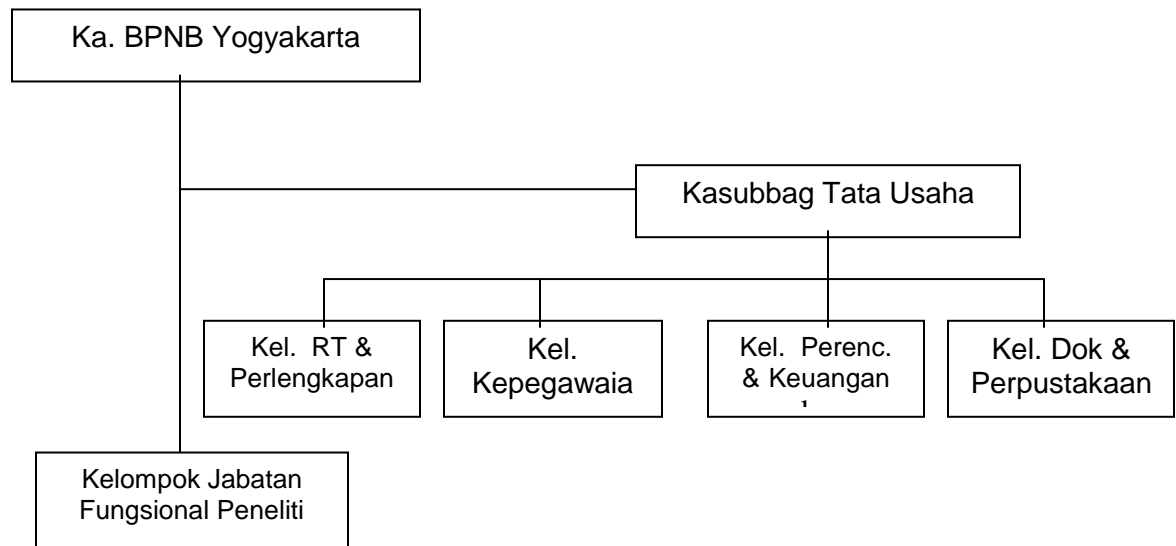 Ka. BPNB Yogyakarta
Kasubbag Tata Usaha
Kel. RT &
Perlengkapan
Kel.
Kepegawaia
Kel. Perenc.
& Keuangan
Kel. Dok &
Perpustakaan
Kelompok Jabatan
Fungsional Peneliti